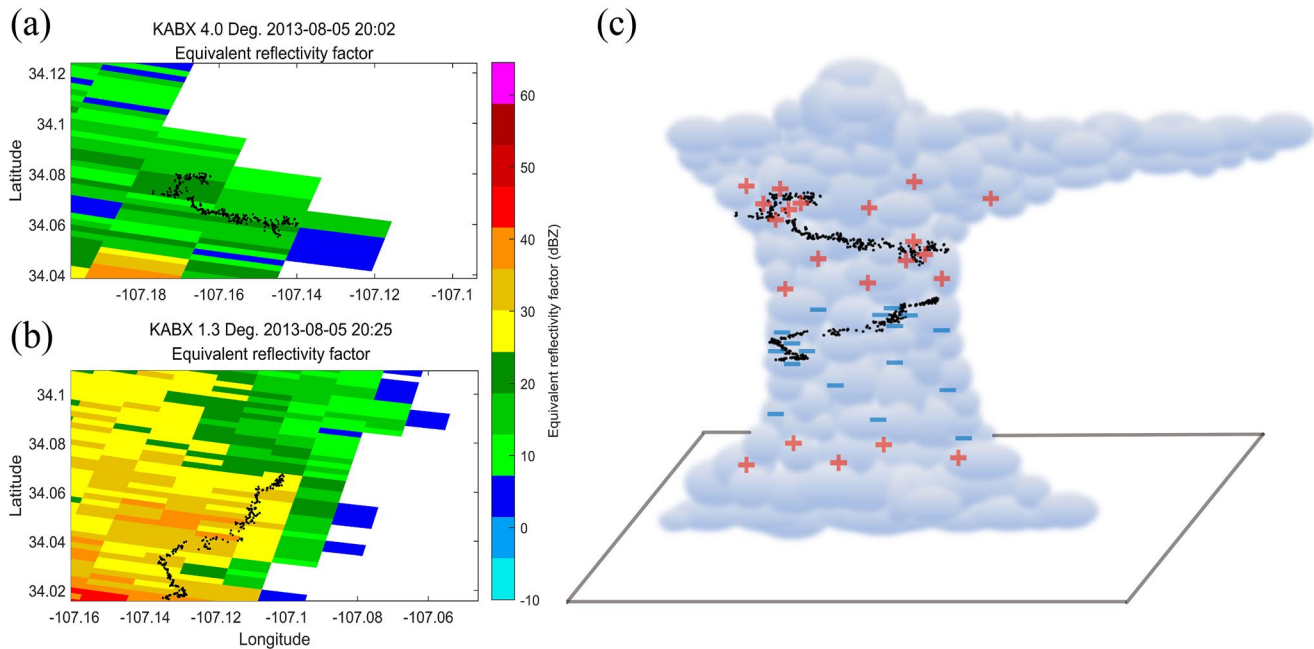 (a)
KABX 4.0 Deg. 2013-08-05 20:02
Equivalent reflectivity factor
34.12
34.1
34.08
34.06
34.04
Latitude
-107.18 -107.16 -107.14 -107.12 -107.1
(b)
KABX 1.3 Deg. 2013-08-05 20:25
Equivalent reflectivity factor
34.1
34.08
34.06
34.04
34.02
Latitude
-107.16 -107.14 -107.12 -107.1 -107.08 -107.06
Longitude
60
50
40
30
20
10
0
-10
Equivalent reflectivity factor (dBZ)
(c)